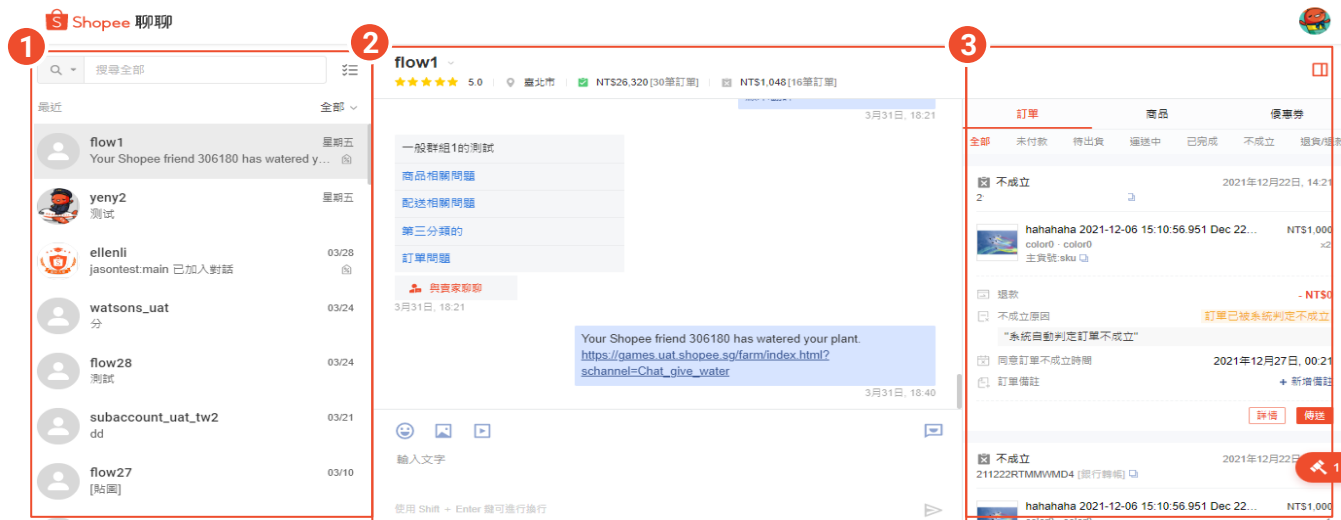 Shopee 聊聊
1
搜尋全部
最近
全部
flow1
星期五
Your Shopee friend 306180 has watered y...
yeny2
星期五
测试
ellenli
03/28
jasontest:main 已加入對話
watsons_uat
03/24
分
flow28
03/24
測試
subaccount_uat_tw2
03/21
dd
flow27
03/10
[貼圖]
2
flow1
5.0
臺北市
NT$26,320 [30筆訂單]
NT$1,048 [16筆訂單]
3月31日, 18:21
一般群組1的測試
商品相關問題
配送相關問題
第三分類的
訂單問題
與賣家聊聊
3月31日, 18:21
Your Shopee friend 306180 has watered your plant.
https://games.uat.shopee.sg/farm/index.html?
schannel=Chat_give_water
3月31日, 18:40
輸入文字
使用 Shift + Enter 鍵可進行換行
3
訂單
商品
優惠券
全部
未付款
待出貨
運送中
已完成
不成立
退貨/退款
不成立
2021年12月22日, 14:21
2
hahahaha 2021-12-06 15:10:56.951 Dec 22...
NT$1,000
color0 · color0
x2
主貨號:sku
退款
- NT$0
不成立原因
訂單已被系統判定不成立
"系統自動判定訂單不成立"
同意訂單不成立時間
2021年12月27日, 00:21
訂單備註
+ 新增備註
詳情
傳送
不成立
2021年12月22日
211222RTMMWMD4 [銀行轉帳]
1
hahahaha 2021-12-06 15:10:56.951 Dec 22...
NT$1,000